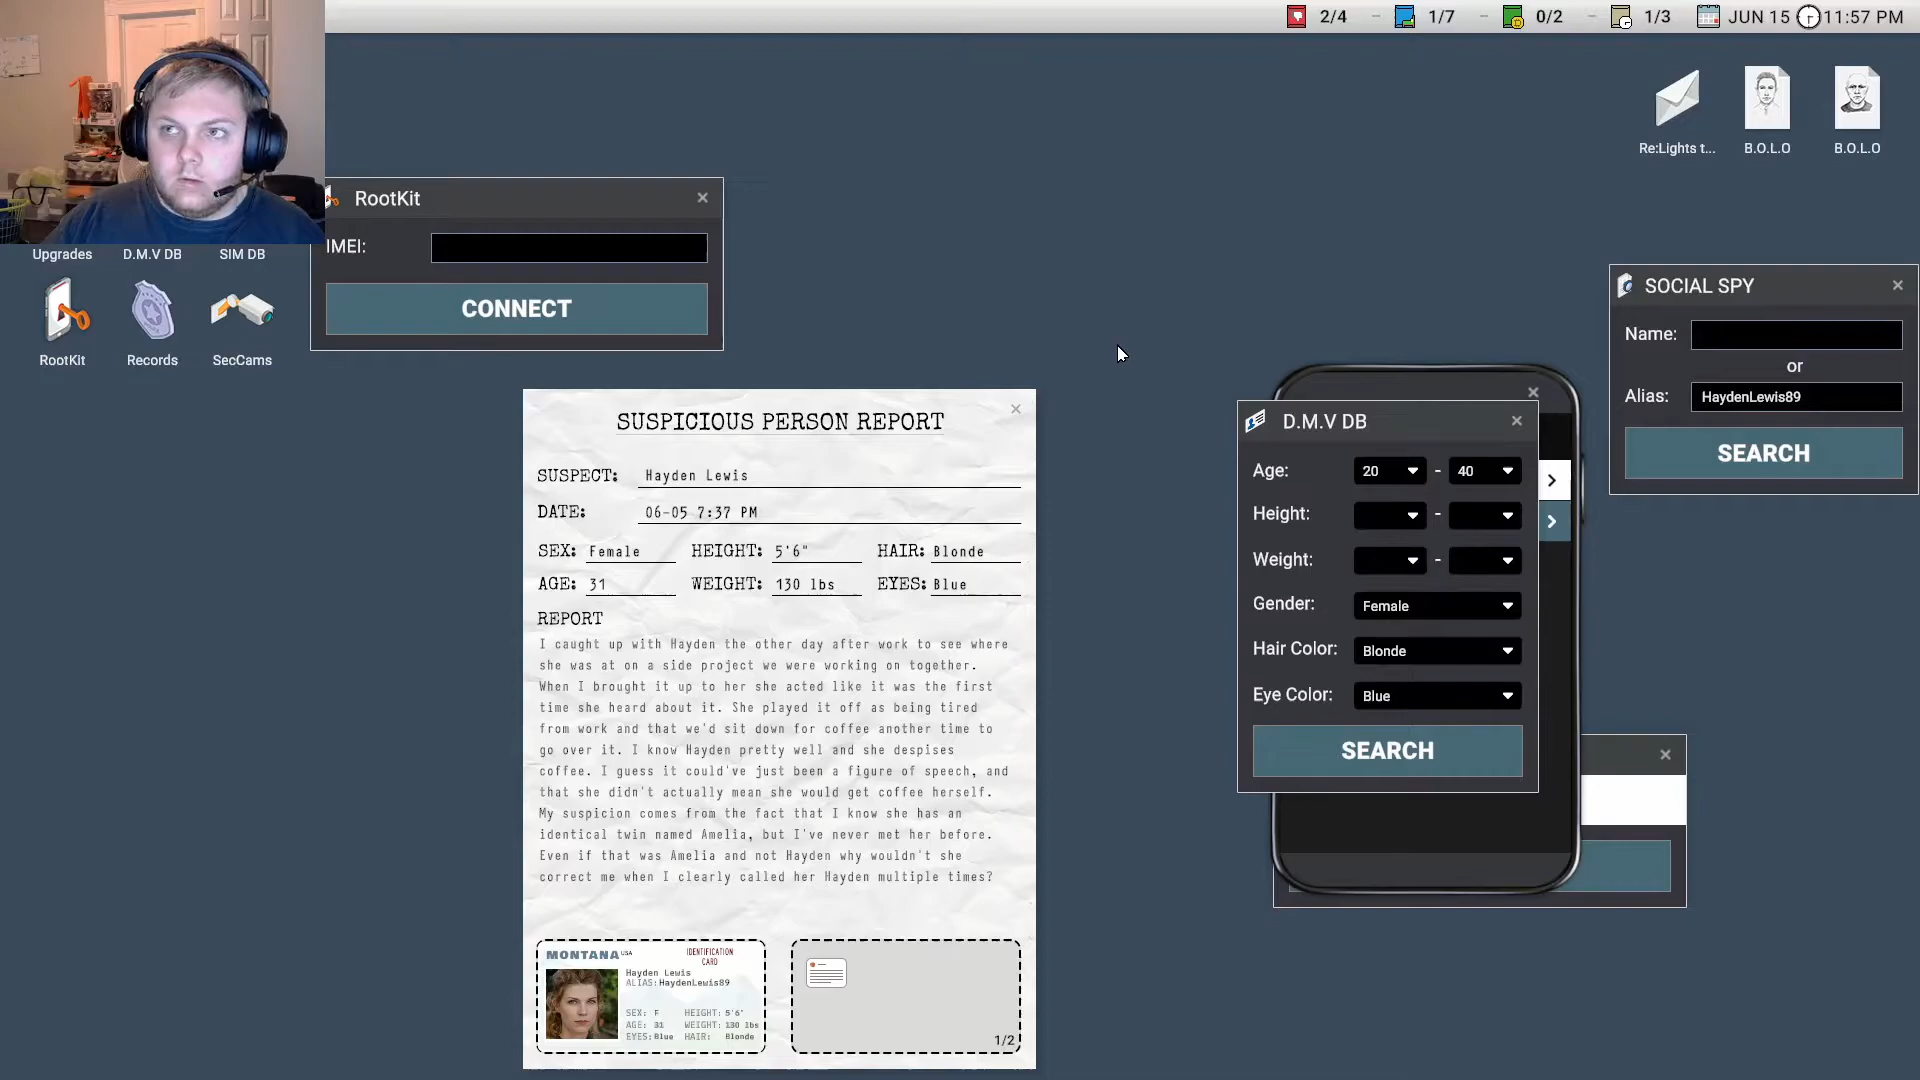 2/4
1/7
0/2
1/3
JUN 15
11:57 PM
Re:Lights t...
B.O.L.O
B.O.L.O
Upgrades
D.M.V DB
SIM DB
RootKit
Records
SecCams
RootKit
IMEI:
CONNECT
SOCIAL SPY
Name:
or
Alias: HaydenLewis89
SEARCH
SUSPICIOUS PERSON REPORT
SUSPECT: Hayden Lewis
DATE: 06-05 7:37 PM
SEX: Female HEIGHT: 5'6" HAIR: Blonde
AGE: 31 WEIGHT: 130 lbs EYES: Blue
REPORT
I caught up with Hayden the other day after work to see where
she was at on a side project we were working on together.
When I brought it up to her she acted like it was the first
time she heard about it. She played it off as being tired
from work and that we'd sit down for coffee another time to
go over it. I know Hayden pretty well and she despises
coffee. I guess it could've just been a figure of speech, and
that she didn't actually mean she would get coffee herself.
My suspicion comes from the fact that I know she has an
identical twin named Amelia, but I've never met her before.
Even if that was Amelia and not Hayden why wouldn't she
correct me when I clearly called her Hayden multiple times?
MONTANA USA
IDENTIFICATION
CARD
Hayden Lewis
ALIAS: HaydenLewis89
SEX: F HEIGHT: 5'6"
AGE: 31 WEIGHT: 130 lbs
EYES: Blue HAIR: Blonde
1/2
D.M.V DB
Age: 20 - 40
Height: -
Weight: -
Gender: Female
Hair Color: Blonde
Eye Color: Blue
SEARCH